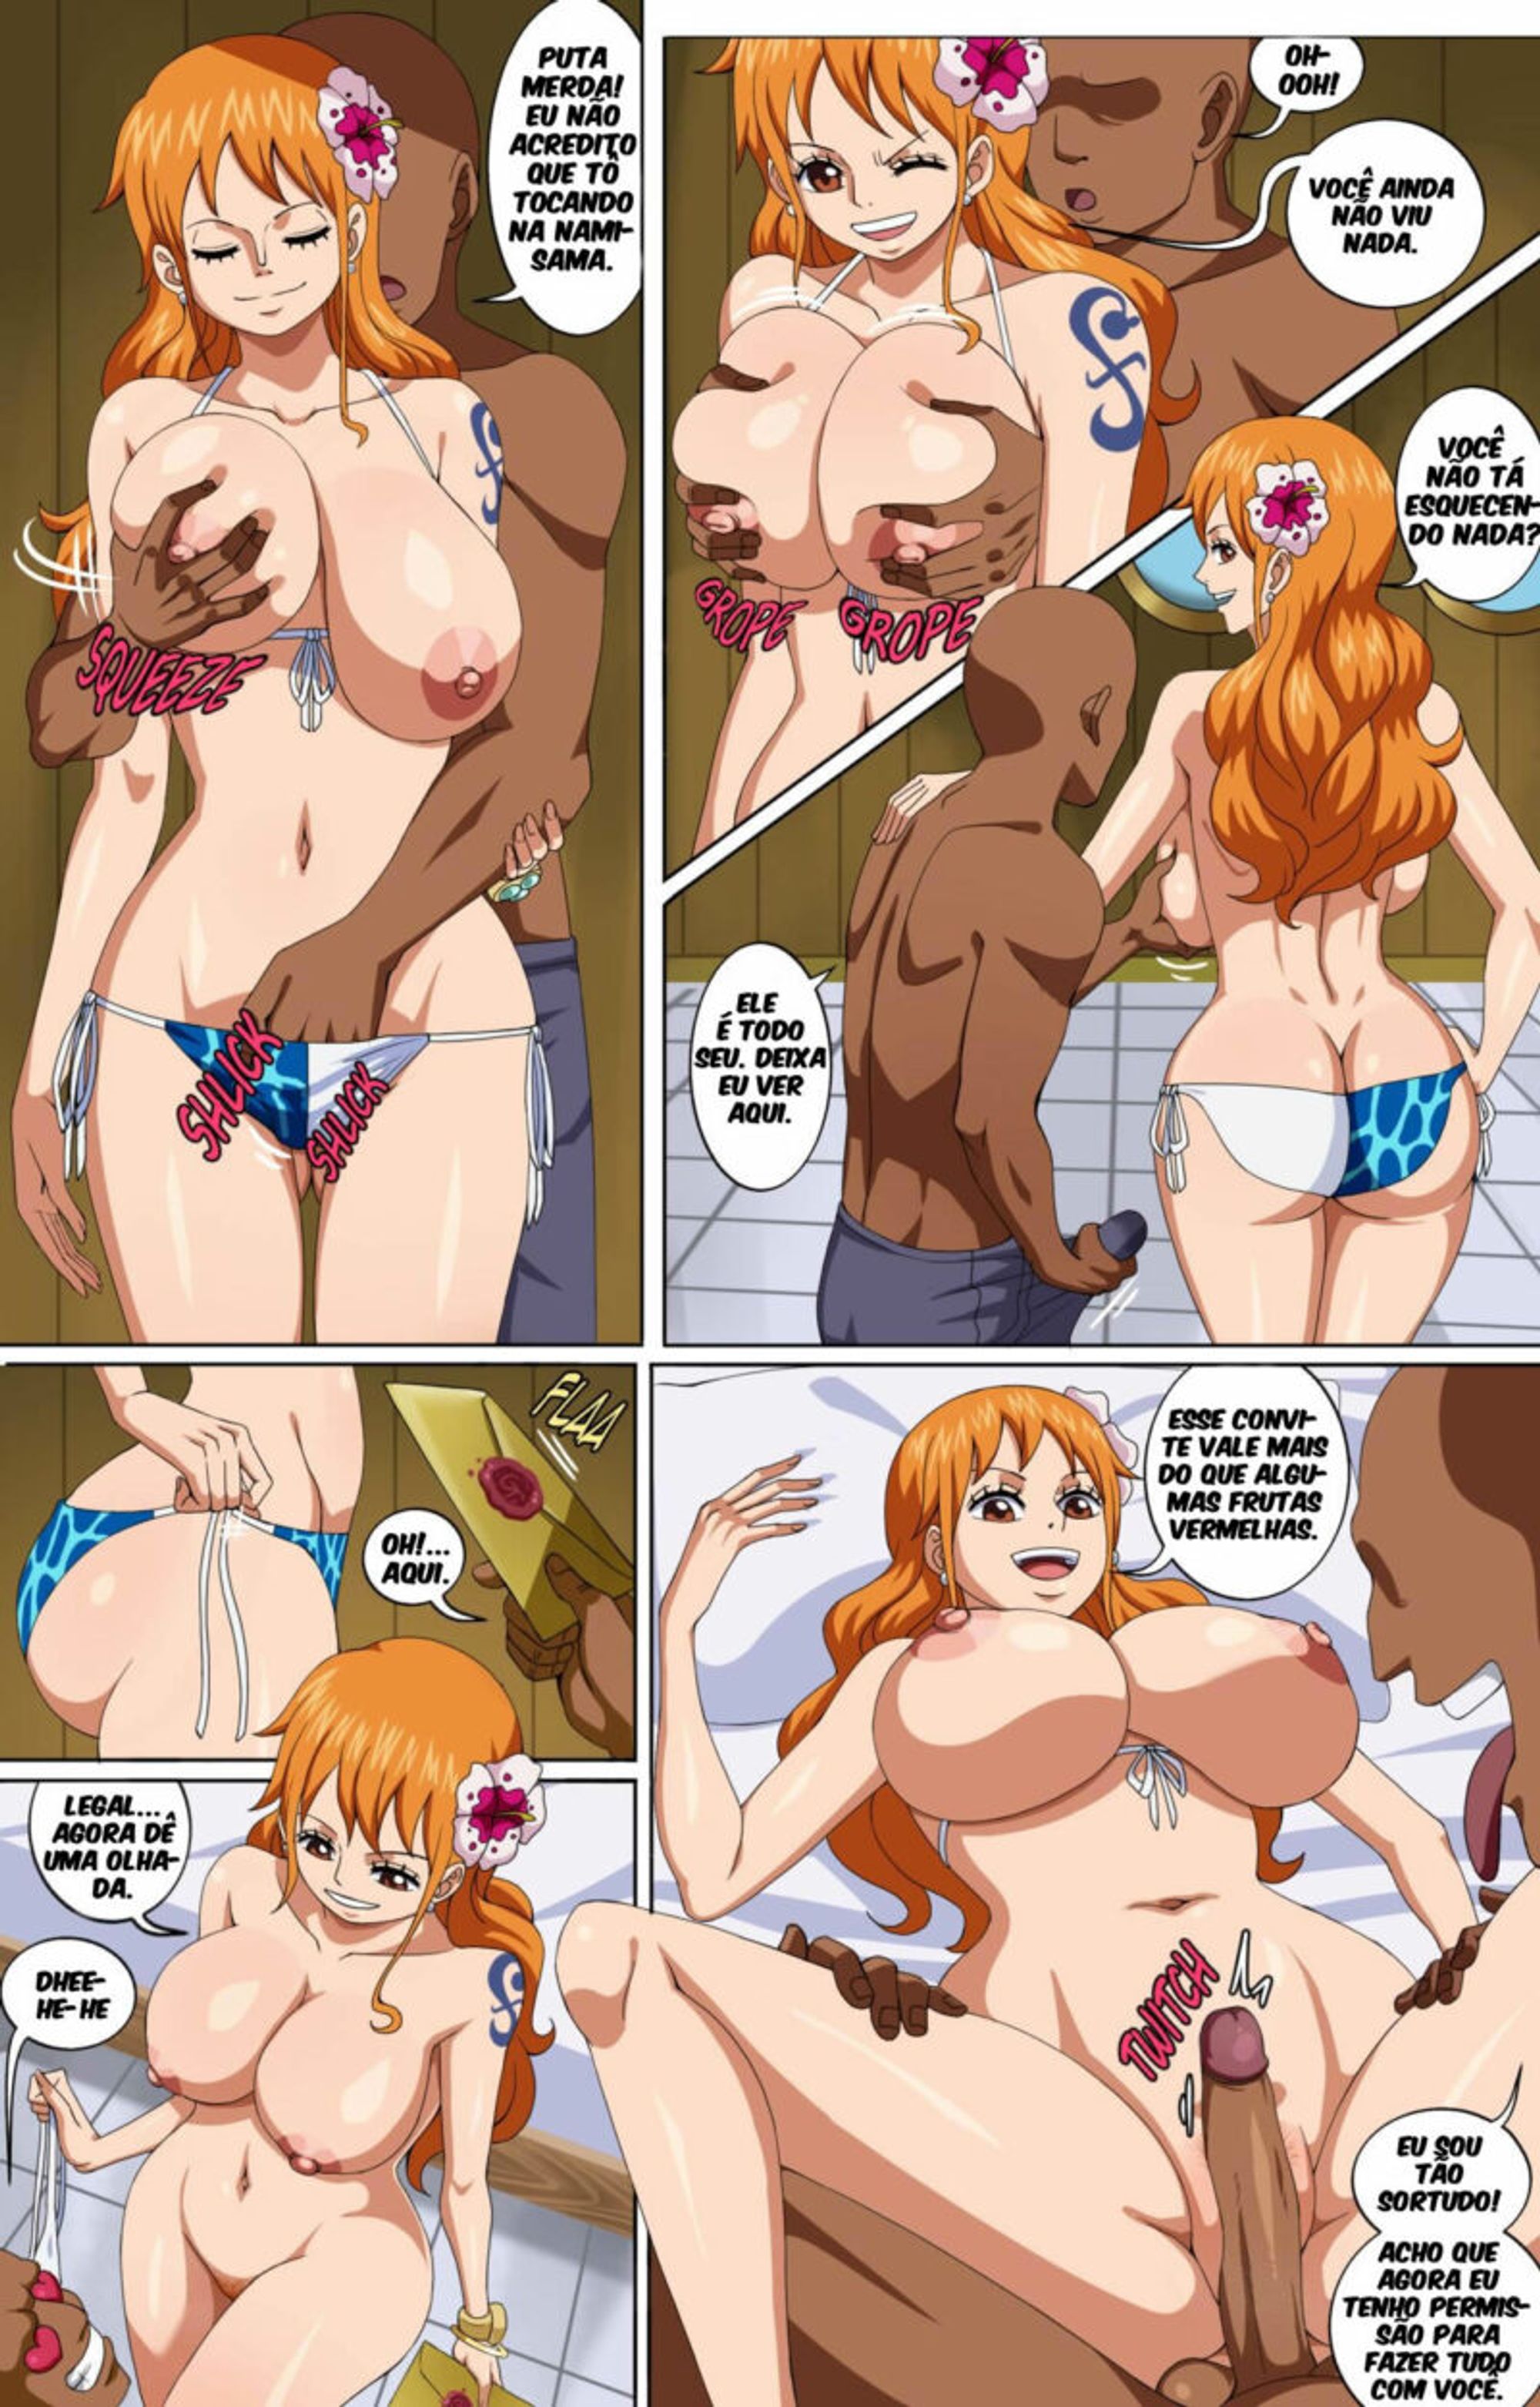 PUTA
MERDA!
EU NÃO
ACREDITO
QUE TÔ
TOCANDO
NA NAMI-
SAMA.
SQUEEZE
SHLICK
SHLICK
OH-
OOH!
VOCÊ AINDA
NÃO VIU
NADA.
GROPE
GROPE
VOCÊ
NÃO TÁ
ESQUECEN-
DO NADA?
ELE
É TODO
SEU. DEIXA
EU VER
AQUI.
FLAA
OH!...
AQUI.
LEGAL...
AGORA DÊ
UMA OLHA-
DA.
DHEE-
HE-HE
ESSE CONVI-
TE VALE MAIS
DO QUE ALGU-
MAS FRUTAS
VERMELHAS.
TWITCH
EU SOU
TÃO
SORTUDO!
ACHO QUE
AGORA EU
TENHO PERMIS-
SÃO PARA
FAZER TUDO
COM VOCÊ.